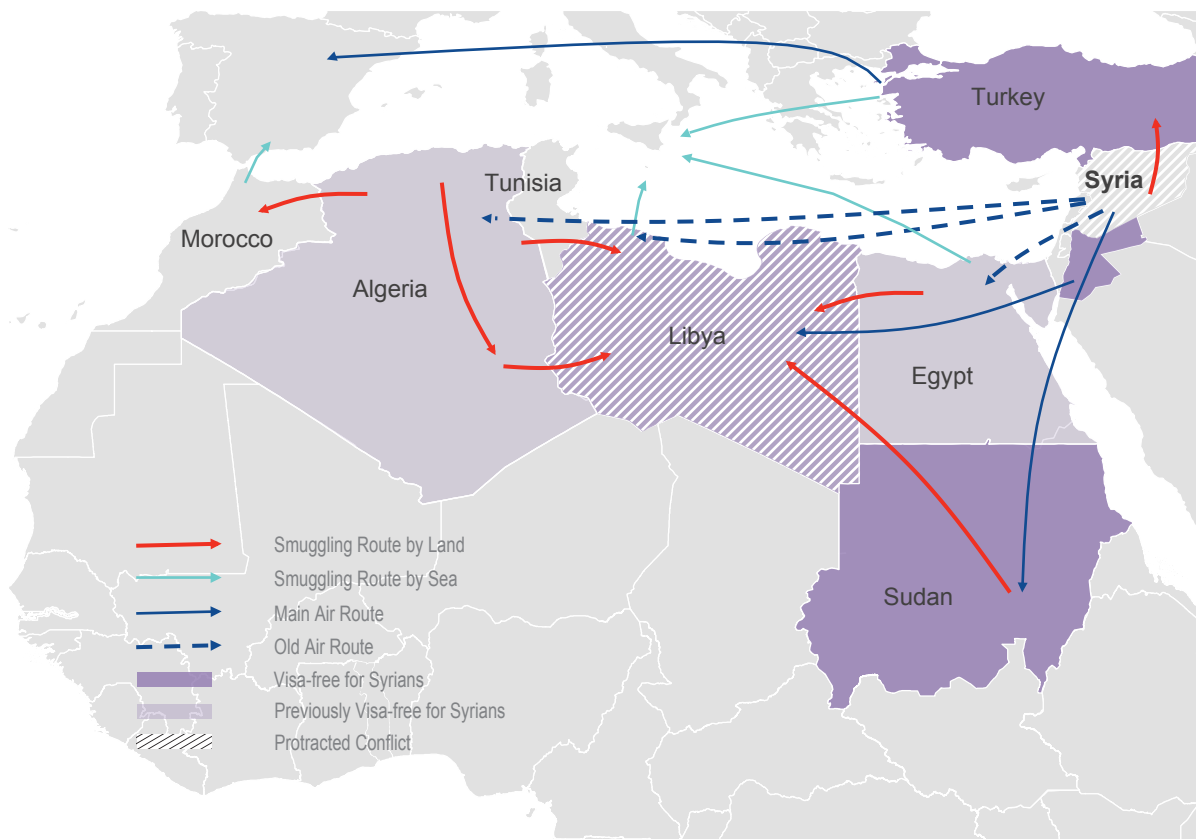 Turkey
Syria
Tunisia
Morocco
Algeria
Libya
Egypt
Sudan
Smuggling Route by Land
Smuggling Route by Sea
Main Air Route
Old Air Route
Visa-free for Syrians
Previously Visa-free for Syrians
Protracted Conflict